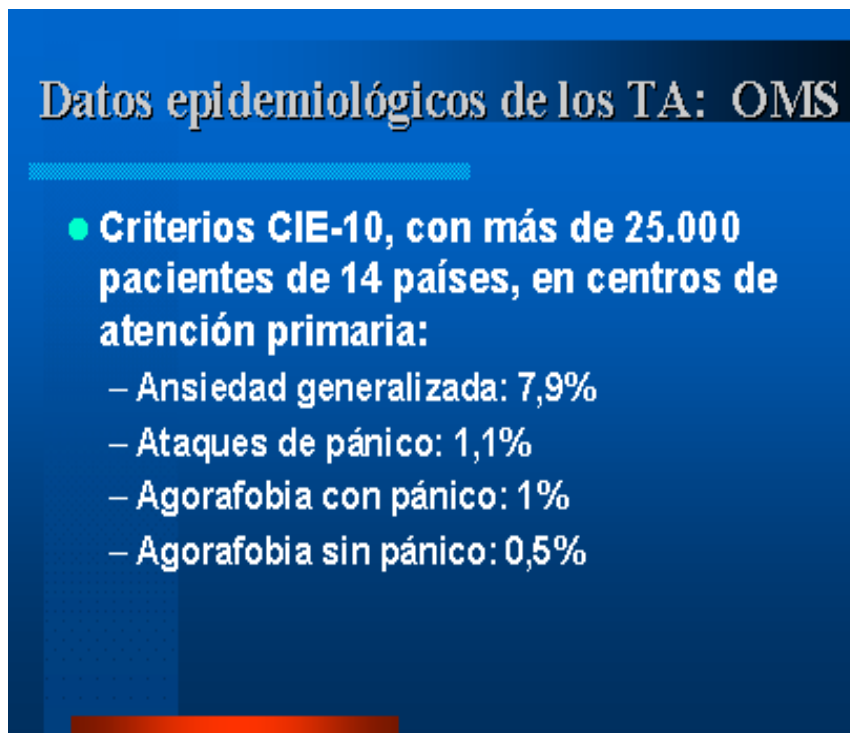 Datos epidemiológicos de los TA: OMS
Criterios CIE-10, con más de 25.000
pacientes de 14 países, en centros de
atención primaria:
– Ansiedad generalizada: 7,9%
– Ataques de pánico: 1,1%
– Agorafobia con pánico: 1%
– Agorafobia sin pánico: 0,5%